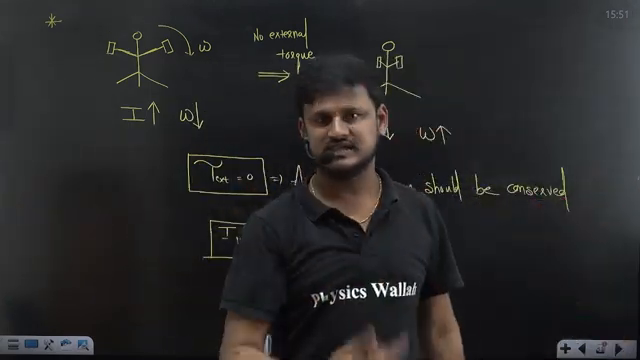 15:51
*
No external
torque
ω
⇒
I↑ ω↓
↓ ω↑
τext = 0 ⇒ A should be conserved
I
Physics Wallah